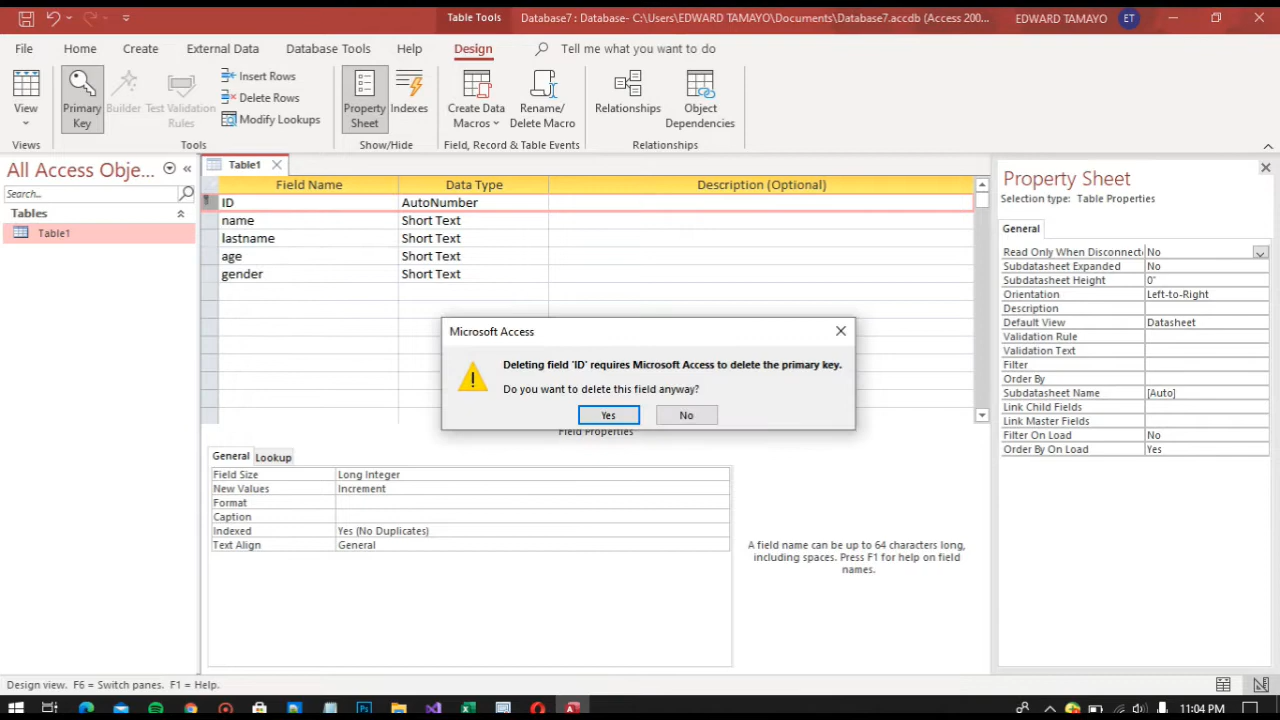 Table Tools
Database7 : Database- C:\Users\EDWARD TAMAYO\Documents\Database7.accdb (Access 200...
EDWARD TAMAYO
ET
File
Home
Create
External Data
Database Tools
Help
Design
Tell me what you want to do
View
Primary
Key
Builder
Test Validation
Rules
Insert Rows
Delete Rows
Modify Lookups
Property
Sheet
Indexes
Create Data
Macros
Rename/
Delete Macro
Relationships
Object
Dependencies
Views
Tools
Show/Hide
Field, Record & Table Events
Relationships
All Access Obje...
Search...
Tables
Table1
Table1
Field Name
Data Type
Description (Optional)
ID
AutoNumber
name
Short Text
lastname
Short Text
age
Short Text
gender
Short Text
Microsoft Access
Deleting field 'ID' requires Microsoft Access to delete the primary key.
Do you want to delete this field anyway?
Yes
No
Field Properties
General
Lookup
Field Size
Long Integer
New Values
Increment
Format
Caption
Indexed
Yes (No Duplicates)
Text Align
General
A field name can be up to 64 characters long,
including spaces. Press F1 for help on field
names.
Property Sheet
Selection type: Table Properties
General
Read Only When Disconnect
No
Subdatasheet Expanded
No
Subdatasheet Height
0"
Orientation
Left-to-Right
Description
Default View
Datasheet
Validation Rule
Validation Text
Filter
Order By
Subdatasheet Name
[Auto]
Link Child Fields
Link Master Fields
Filter On Load
No
Order By On Load
Yes
Design view. F6 = Switch panes. F1 = Help.
11:04 PM